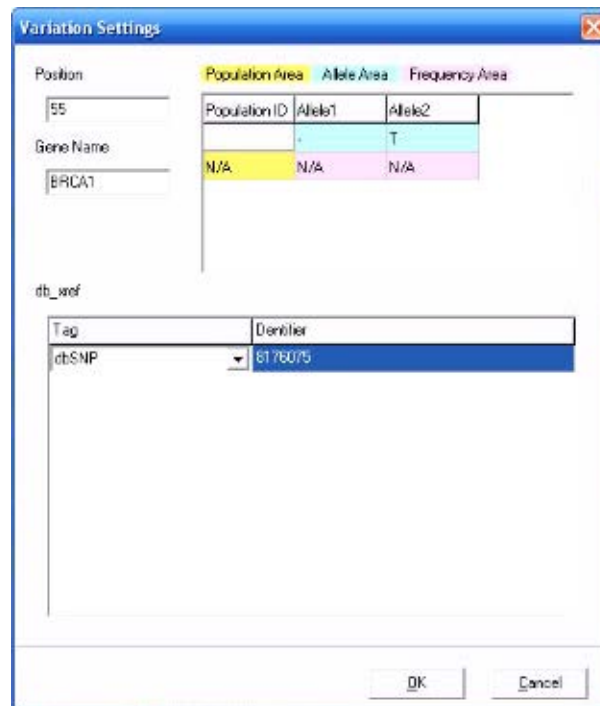 Variation Settings
Position
Population Area Allele Area Frequency Area
55
Population ID Allele1 Allele2
- T
Gene Name
N/A N/A N/A
BRCA1
db_xref
Tag Dentifier
dbSNP 8176075
OK Cancel